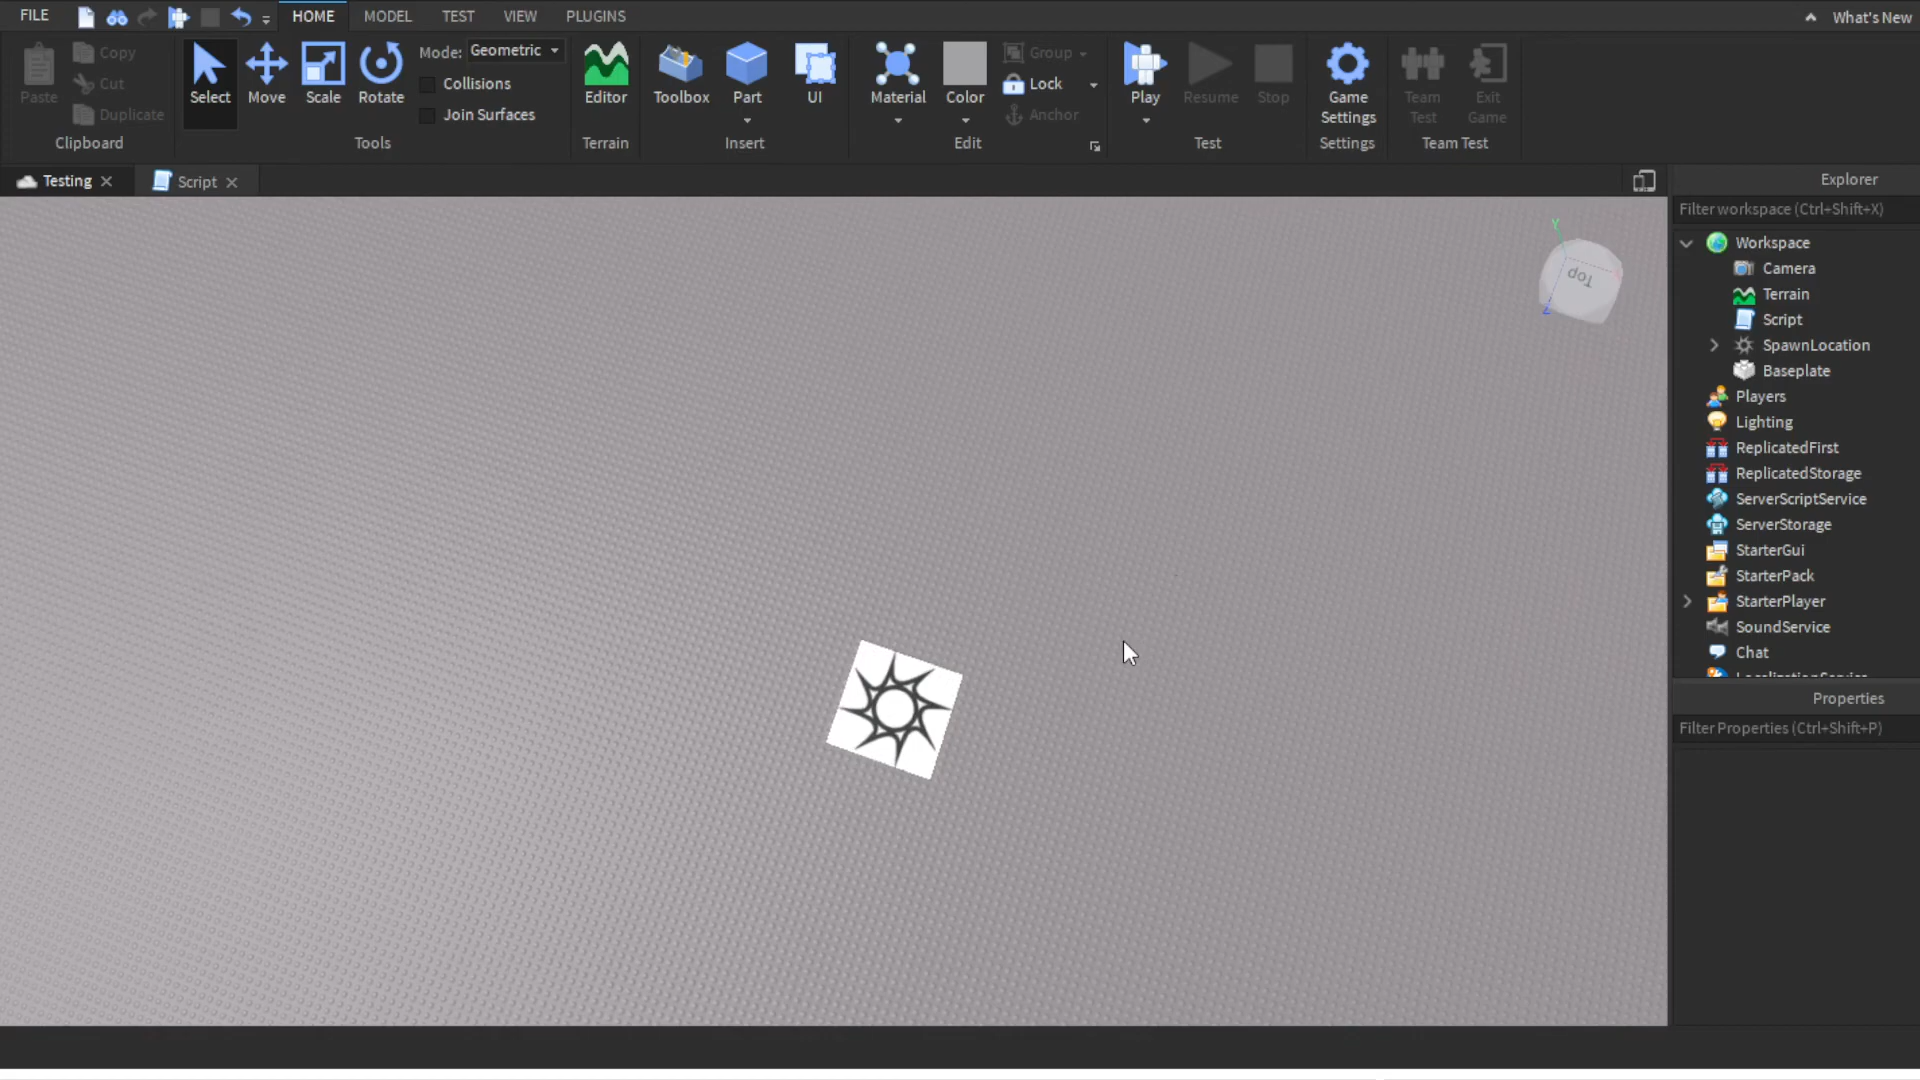 FILE HOME MODEL TEST VIEW PLUGINS What's New
Paste
Copy
Cut
Duplicate
Clipboard
Select Move Scale Rotate
Mode: Geometric
Collisions
Join Surfaces
Tools
Editor
Terrain
Toolbox Part UI
Insert
Material Color
Group
Lock
Anchor
Edit
Play Resume Stop
Test
Game
Settings
Settings
Team
Test
Exit
Game
Team Test
Testing Script
Top
Y
Z
Explorer
Filter workspace (Ctrl+Shift+X)
Workspace
Camera
Terrain
Script
SpawnLocation
Baseplate
Players
Lighting
ReplicatedFirst
ReplicatedStorage
ServerScriptService
ServerStorage
StarterGui
StarterPack
StarterPlayer
SoundService
Chat
Properties
Filter Properties (Ctrl+Shift+P)